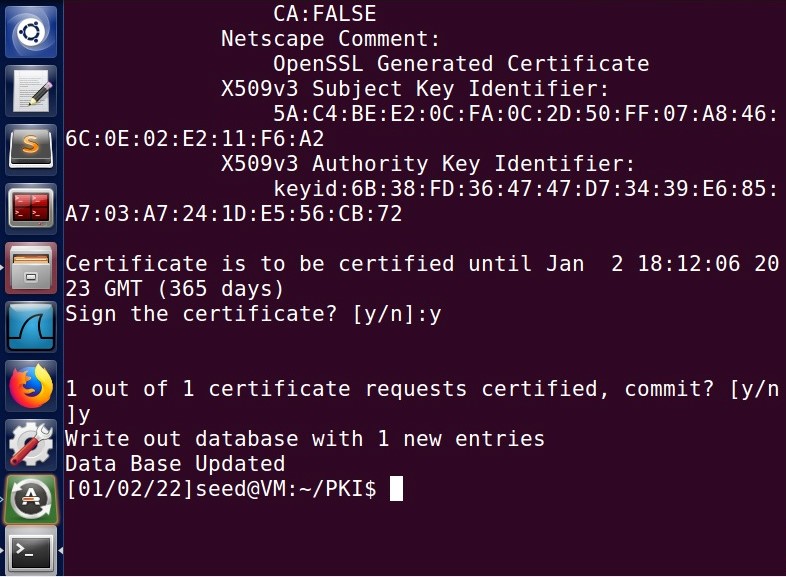 CA:FALSE
Netscape Comment:
OpenSSL Generated Certificate
X509v3 Subject Key Identifier:
5A:C4:BE:E2:0C:FA:0C:2D:50:FF:07:A8:46:
6C:0E:02:E2:11:F6:A2
X509v3 Authority Key Identifier:
keyid:6B:38:FD:36:47:47:D7:34:39:E6:85:
A7:03:A7:24:1D:E5:56:CB:72
Certificate is to be certified until Jan  2 18:12:06 20
23 GMT (365 days)
Sign the certificate? [y/n]:y
1 out of 1 certificate requests certified, commit? [y/n
]y
Write out database with 1 new entries
Data Base Updated
[01/02/22]seed@VM:~/PKI$